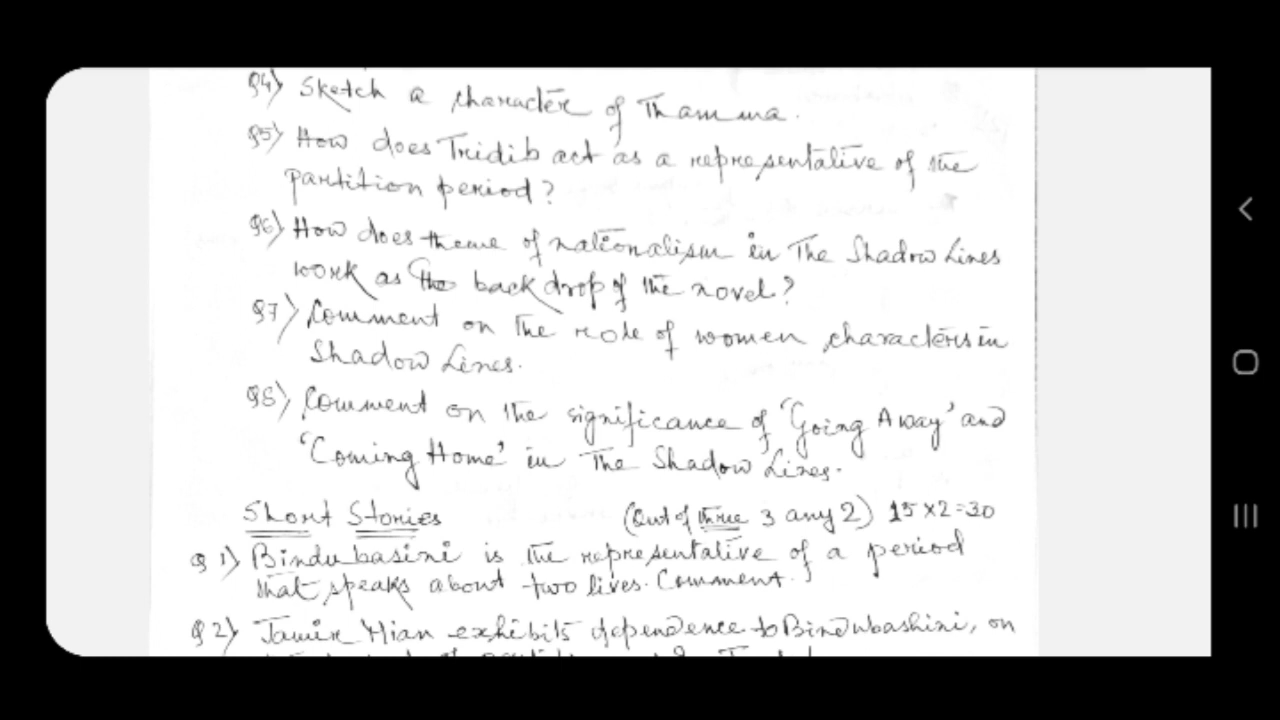 Q4) Sketch a character of Thamma.
Q5) How does Tridib act as a representative of the
partition period?
Q6) How does theme of nationalism in The Shadow Lines
work as the back drop of the novel?
Q7) Comment on the role of women characters in
Shadow Lines.
Q8) Comment on the significance of 'Going Away' and
'Coming Home' in The Shadow Lines.
Short Stories (Out of three 3 any 2) 15×2=30
Q1) Bindubasini is the representative of a period
that speaks about two lives. Comment.
Q2) Jamir Mian exhibits dependence to Bindubashini, on